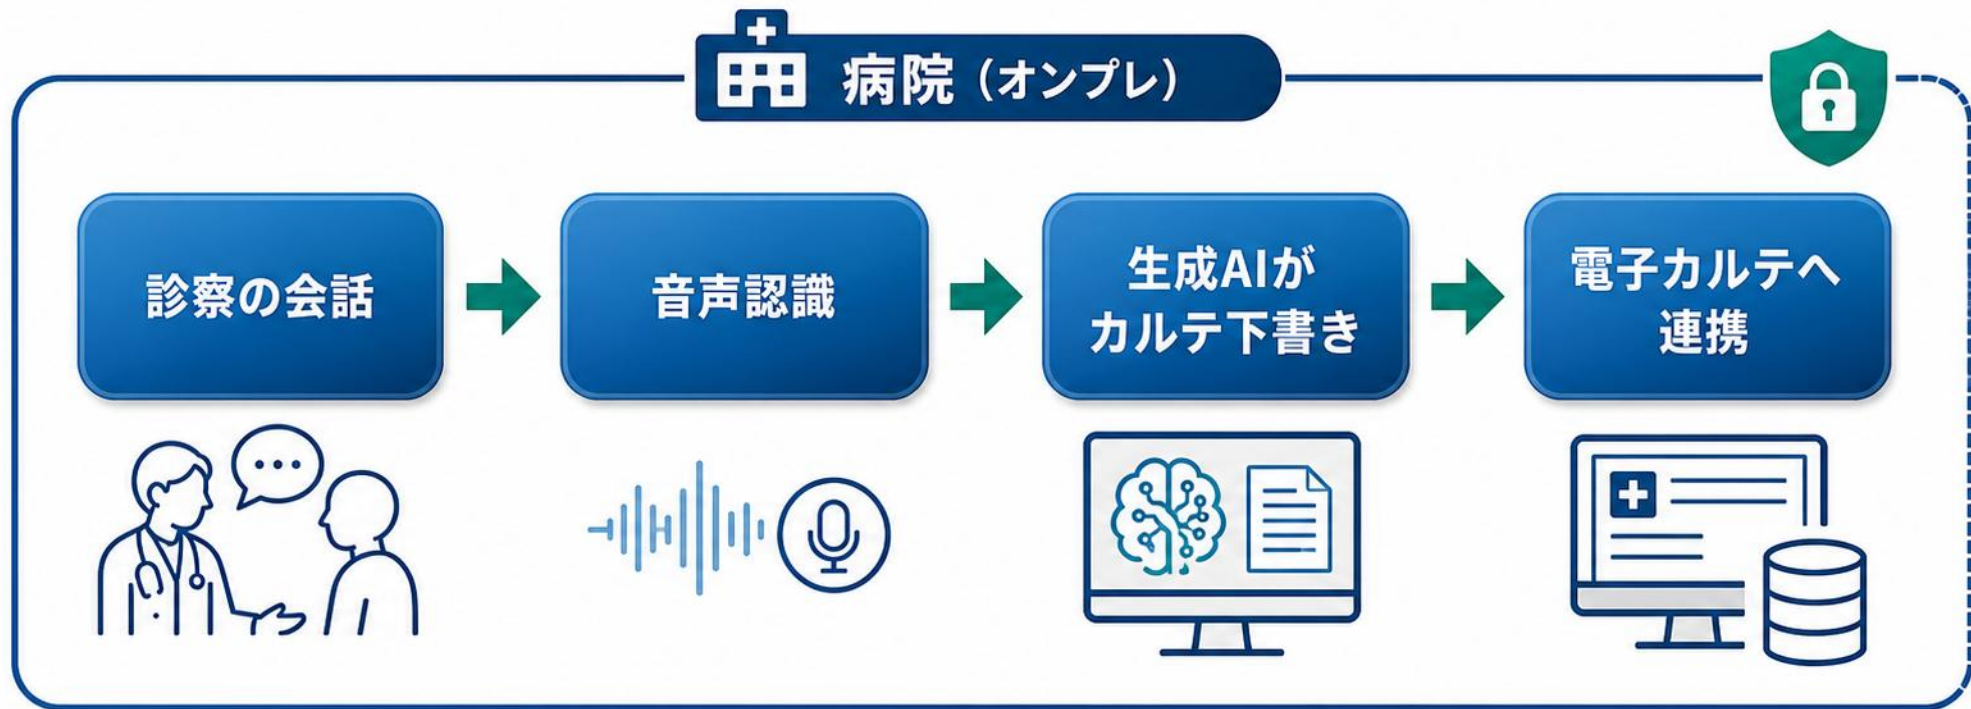 病院（オンプレ）
診察の会話
音声認識
生成AIが
カルテ下書き
電子カルテへ
連携